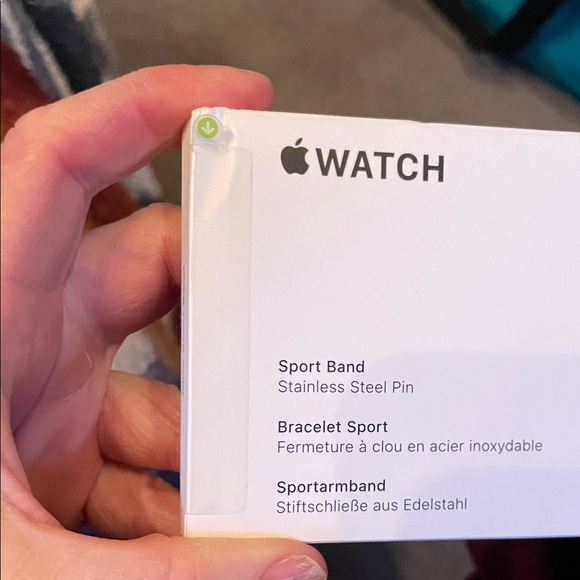 WATCH
Sport Band
Stainless Steel Pin
Bracelet Sport
Fermeture à clou en acier inoxydable
Sportarmband
Stiftschließe aus Edelstahl